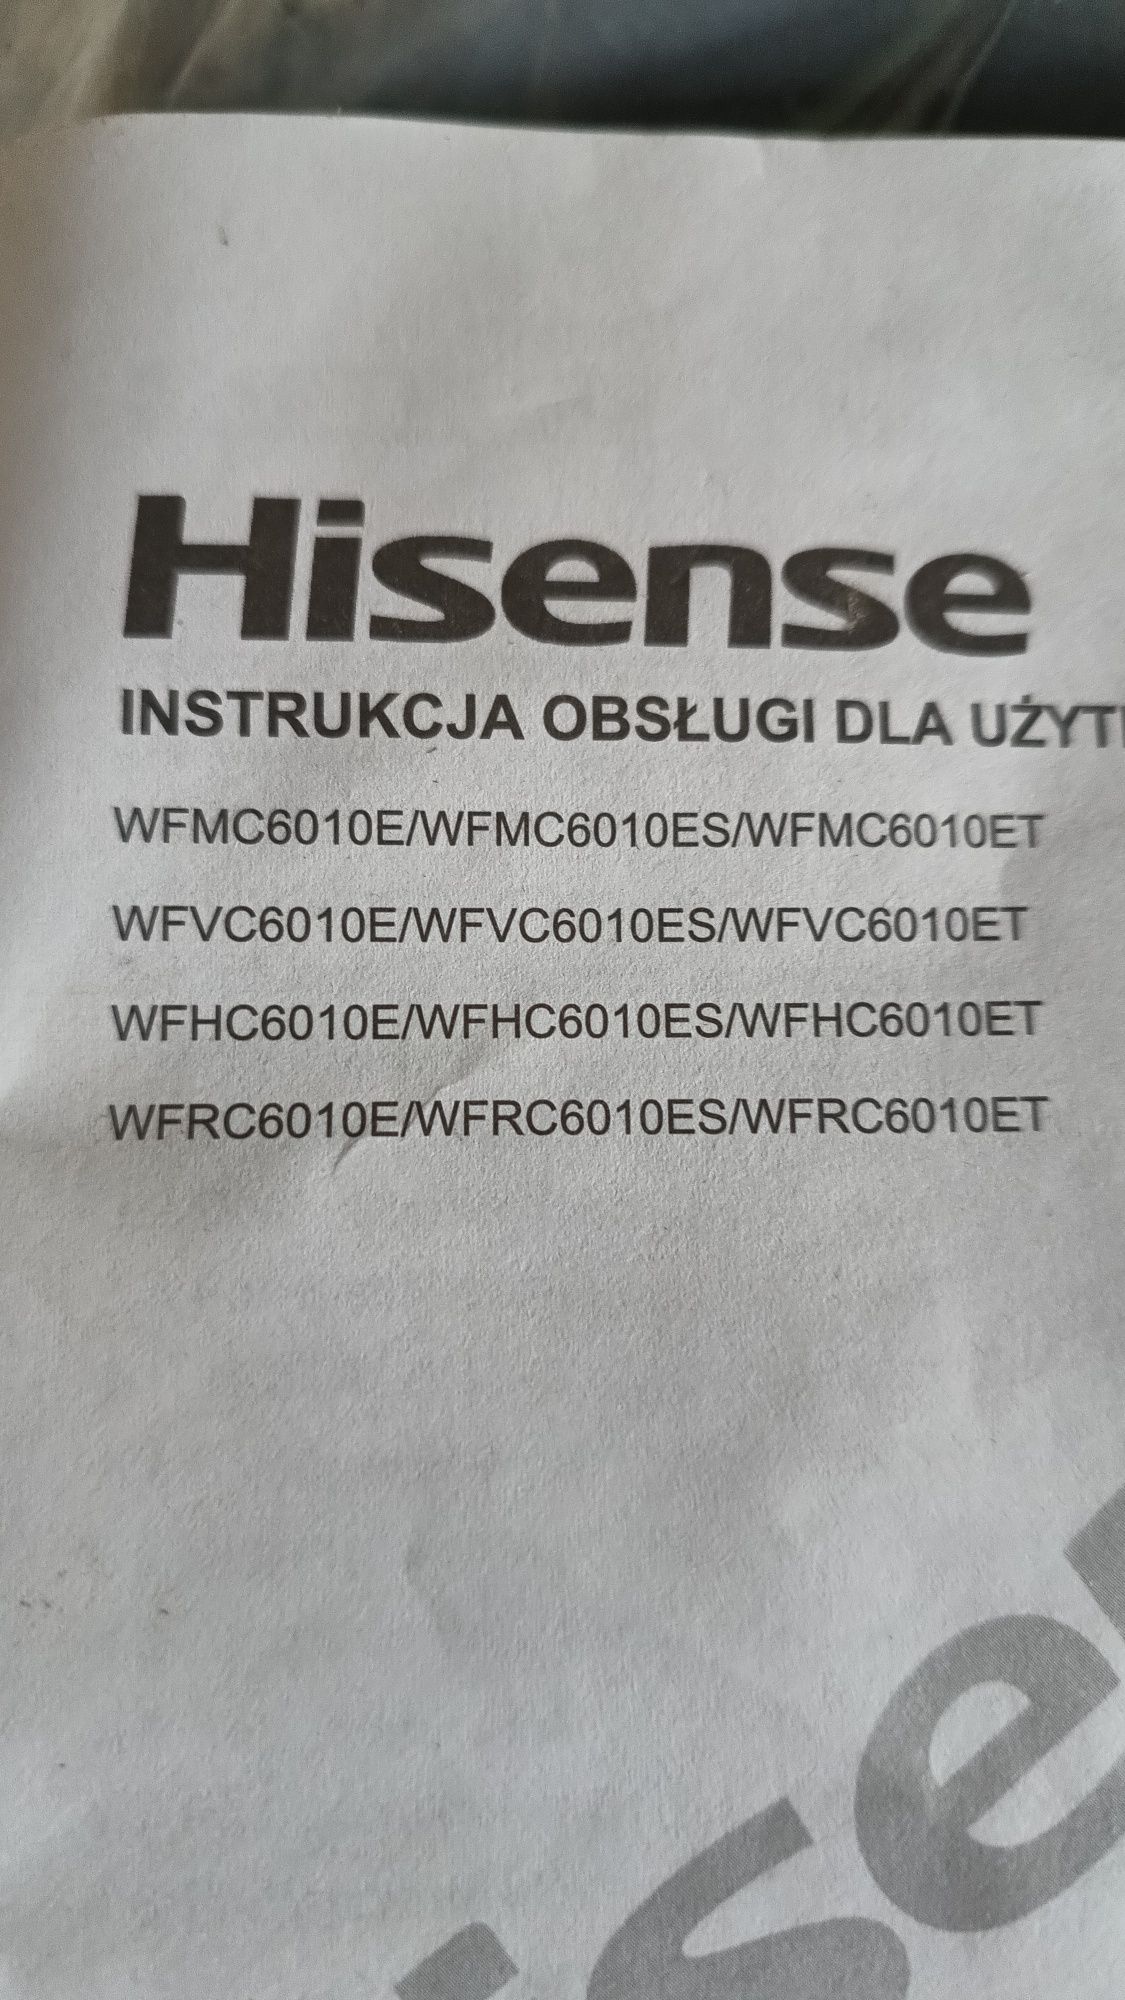 Hisense
INSTRUKCJA OBSŁUGI DLA
WFMC6010E/WFMC6010ES/WFMC6010ET
WFVC6010E/WFVC6010ES/WFVC6010ET
WFHC6010E/WFHC6010ES/WFHC6010ET
WFRC6010E/WFRC6010ES/WFRC6010ET